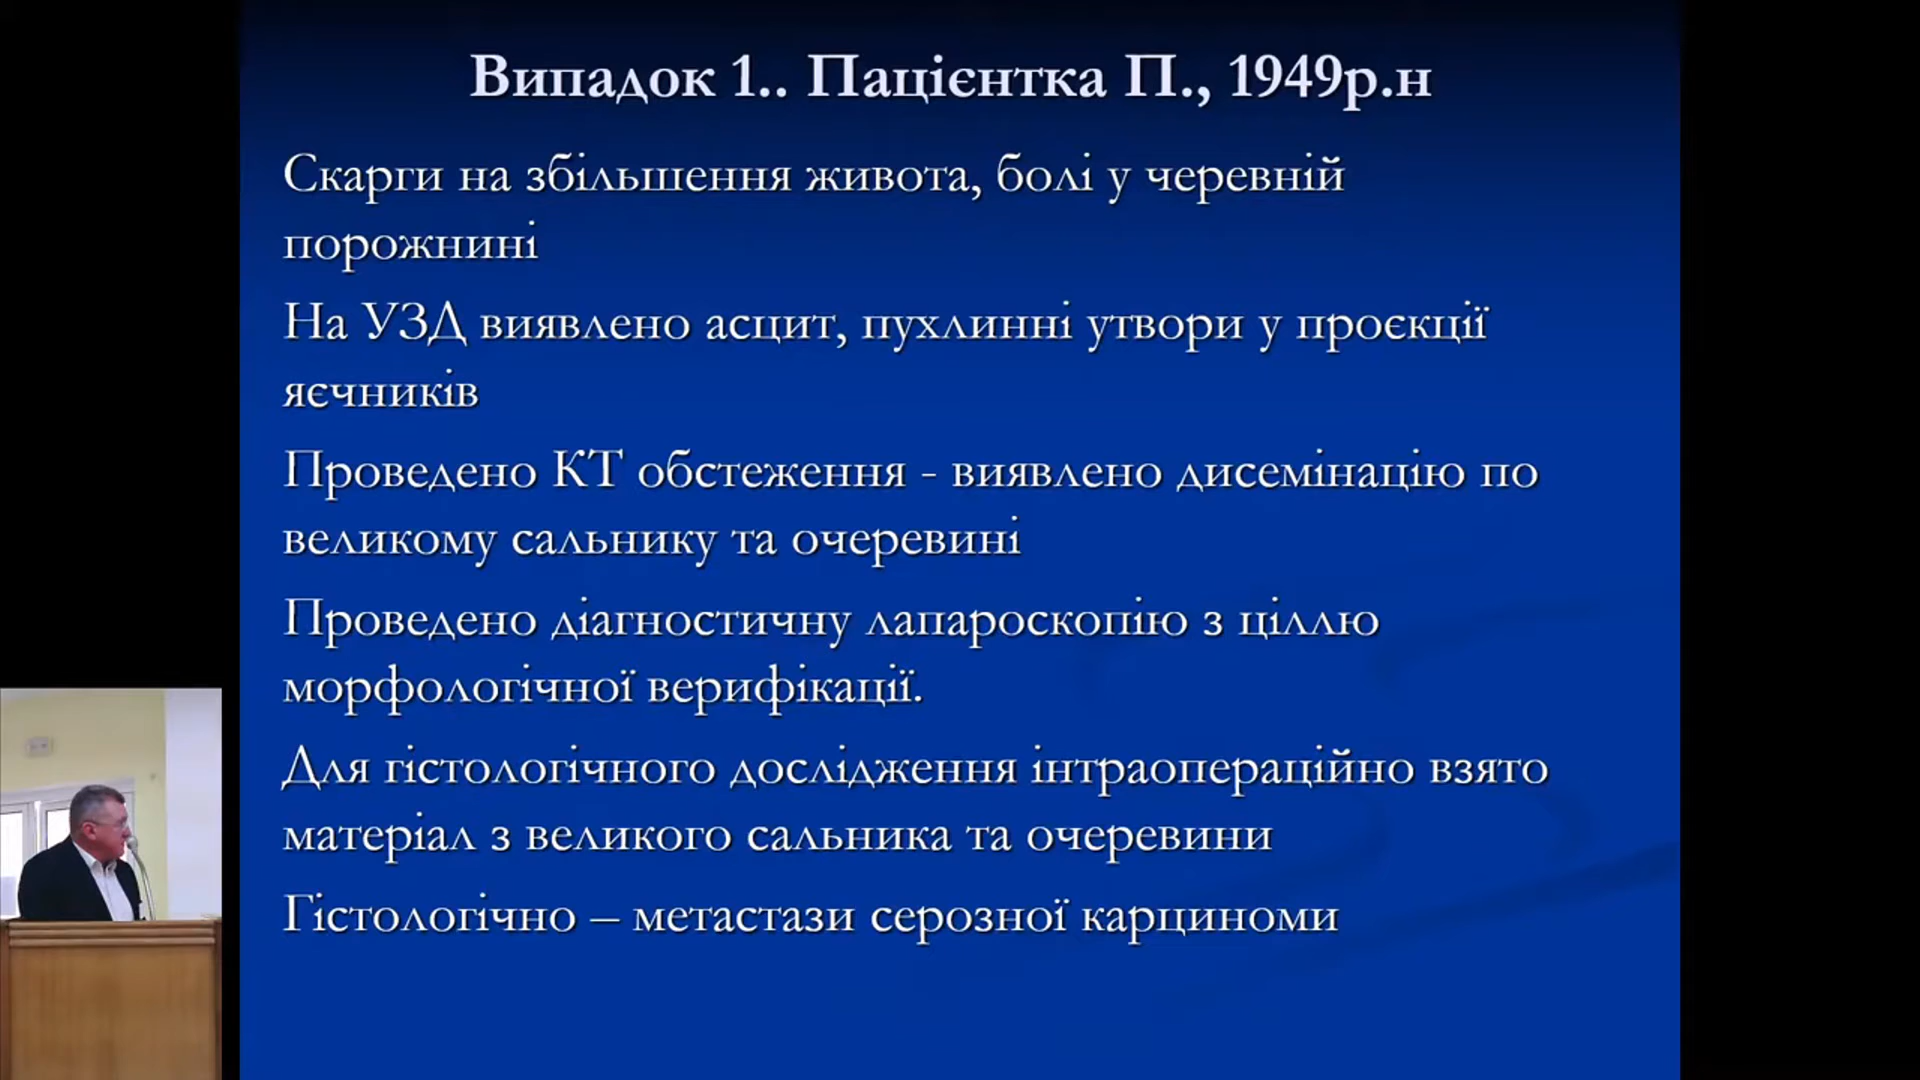 Випадок 1.. Пацієнтка П., 1949р.н
Скарги на збільшення живота, болі у черевній
порожнині
На УЗД виявлено асцит, пухлинні утвори у проєкції
яєчників
Проведено КТ обстеження - виявлено дисемінацію по
великому сальнику та очеревині
Проведено діагностичну лапароскопію з ціллю
морфологічної верифікації.
Для гістологічного дослідження інтраопераційно взято
матеріал з великого сальника та очеревини
Гістологічно – метастази серозної карциноми